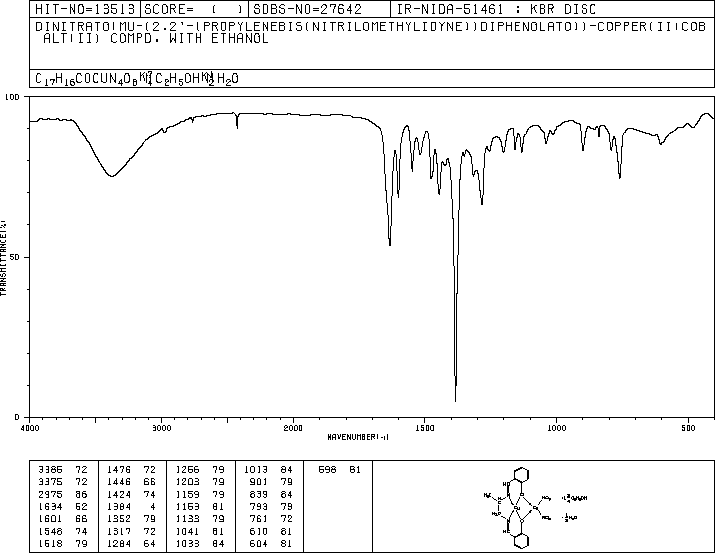 HIT-NO=13513 SCORE= ( ) SDBS-NO=27642 IR-NIDA-51461 : KBR DISC
DINITRATO(MU-(2,2'-(PROPYLENEBIS(NITRILOMETHYLIDYNE))DIPHENOLATO))-COPPER(II)COB
ALT(II) COMPD. WITH ETHANOL
100
50
0
TRANSMITTANCE(%)
4000 3000 2000 1500 1000 500
WAVENUMBER(-1)
3385 72 1476 72 1256 79 1013 84 698 81
3375 72 1446 66 1203 79 901 79
2975 86 1424 74 1159 79 839 84
1634 52 1384 4 1153 81 793 79
1601 66 1352 79 1133 79 761 72
1548 74 1317 72 1041 81 610 81
1518 79 1284 64 1033 84 604 81